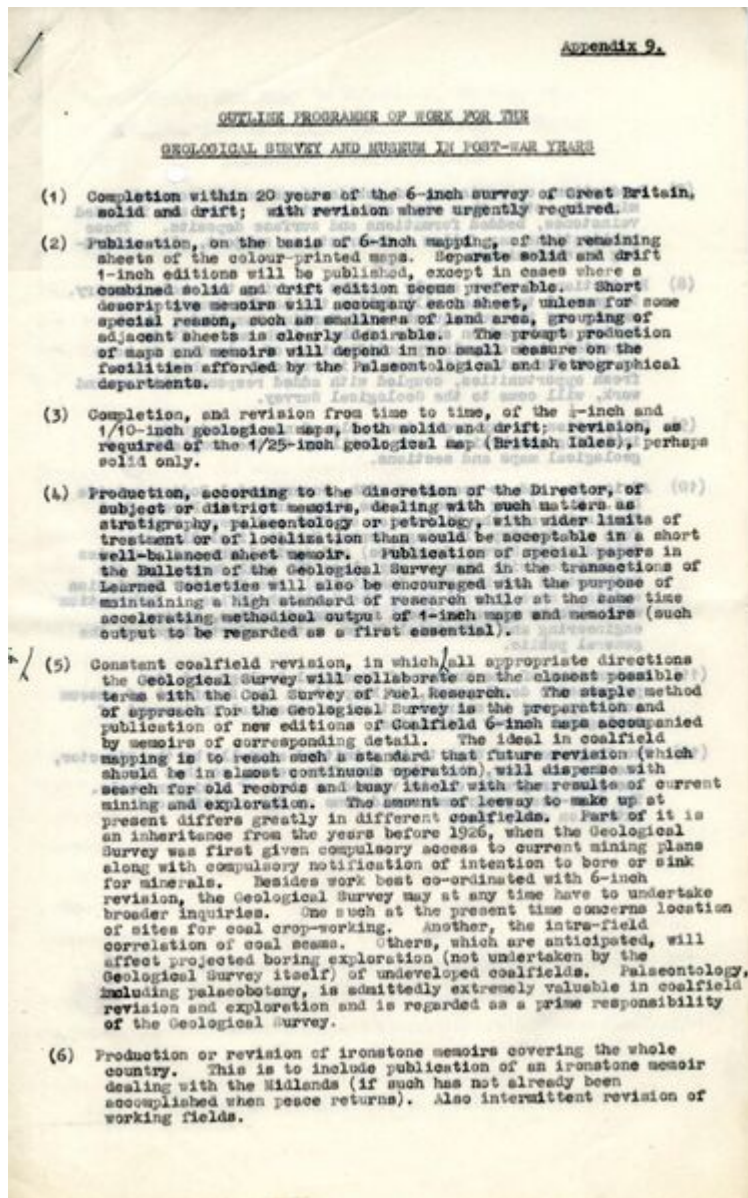 Appendix 9.
OUTLINE PROGRAMME OF WORK FOR THE
GEOLOGICAL SURVEY AND MUSEUM IN POST-WAR YEARS
(1) Completion within 20 years of the 6-inch survey of Great Britain,
solid and drift; with revision where urgently required.
(2) Publication, on the basis of 6-inch mapping, of the remaining
sheets of the colour-printed maps. Separate solid and drift
1-inch editions will be published, except in cases where a
combined solid and drift edition seems preferable. Short
descriptive memoirs will accompany each sheet, unless for some
special reason, such as smallness of land area, grouping of
adjacent sheets is clearly desirable. The prompt production
of maps and memoirs will depend in no small measure on the
facilities afforded by the Palaeontological and Petrographical
departments.
(3) Completion, and revision from time to time, of the ¼-inch and
1/10-inch geological maps, both solid and drift; revision, as
required of the 1/25-inch geological map (British Isles), perhaps
solid only.
(4) Production, according to the discretion of the Director, of
subject or district memoirs, dealing with such matters as
stratigraphy, palaeontology or petrology, with wider limits of
treatment or of localization than would be acceptable in a short
well-balanced sheet memoir. Publication of special papers in
the Bulletin of the Geological Survey and in the transactions of
Learned Societies will also be encouraged with the purpose of
maintaining a high standard of research while at the same time
accelerating methodical output of 1-inch maps and memoirs (such
output to be regarded as a first essential).
(5) Constant coalfield revision, in which all appropriate directions
the Geological Survey will collaborate on the closest possible
terms with the Coal Survey of Fuel Research. The staple method
of approach for the Geological Survey is the preparation and
publication of new editions of Coalfield 6-inch maps accompanied
by memoirs of corresponding detail. The ideal in coalfield
mapping is to reach such a standard that future revision (which
should be in almost continuous operation) will dispense with
search for old records and busy itself with the results of current
mining and exploration. The amount of leeway to make up at
present differs greatly in different coalfields. Part of it is
an inheritance from the years before 1926, when the Geological
Survey was first given compulsory access to current mining plans
along with compulsory notification of intention to bore or sink
for minerals. Besides work best co-ordinated with 6-inch
revision, the Geological Survey may at any time have to undertake
broader inquiries. One such at the present time concerns location
of sites for coal crop-working. Another, the intra-field
correlation of coal seams. Others, which are anticipated, will
affect projected boring exploration (not undertaken by the
Geological Survey itself) of undeveloped coalfields. Palaeontology,
including palaeobotany, is admittedly extremely valuable in coalfield
revision and exploration and is regarded as a prime responsibility
of the Geological Survey.
(6) Production or revision of ironstone memoirs covering the whole
country. This is to include publication of an ironstone memoir
dealing with the Midlands (if such has not already been
accomplished when peace returns). Also intermittent revision of
working fields.